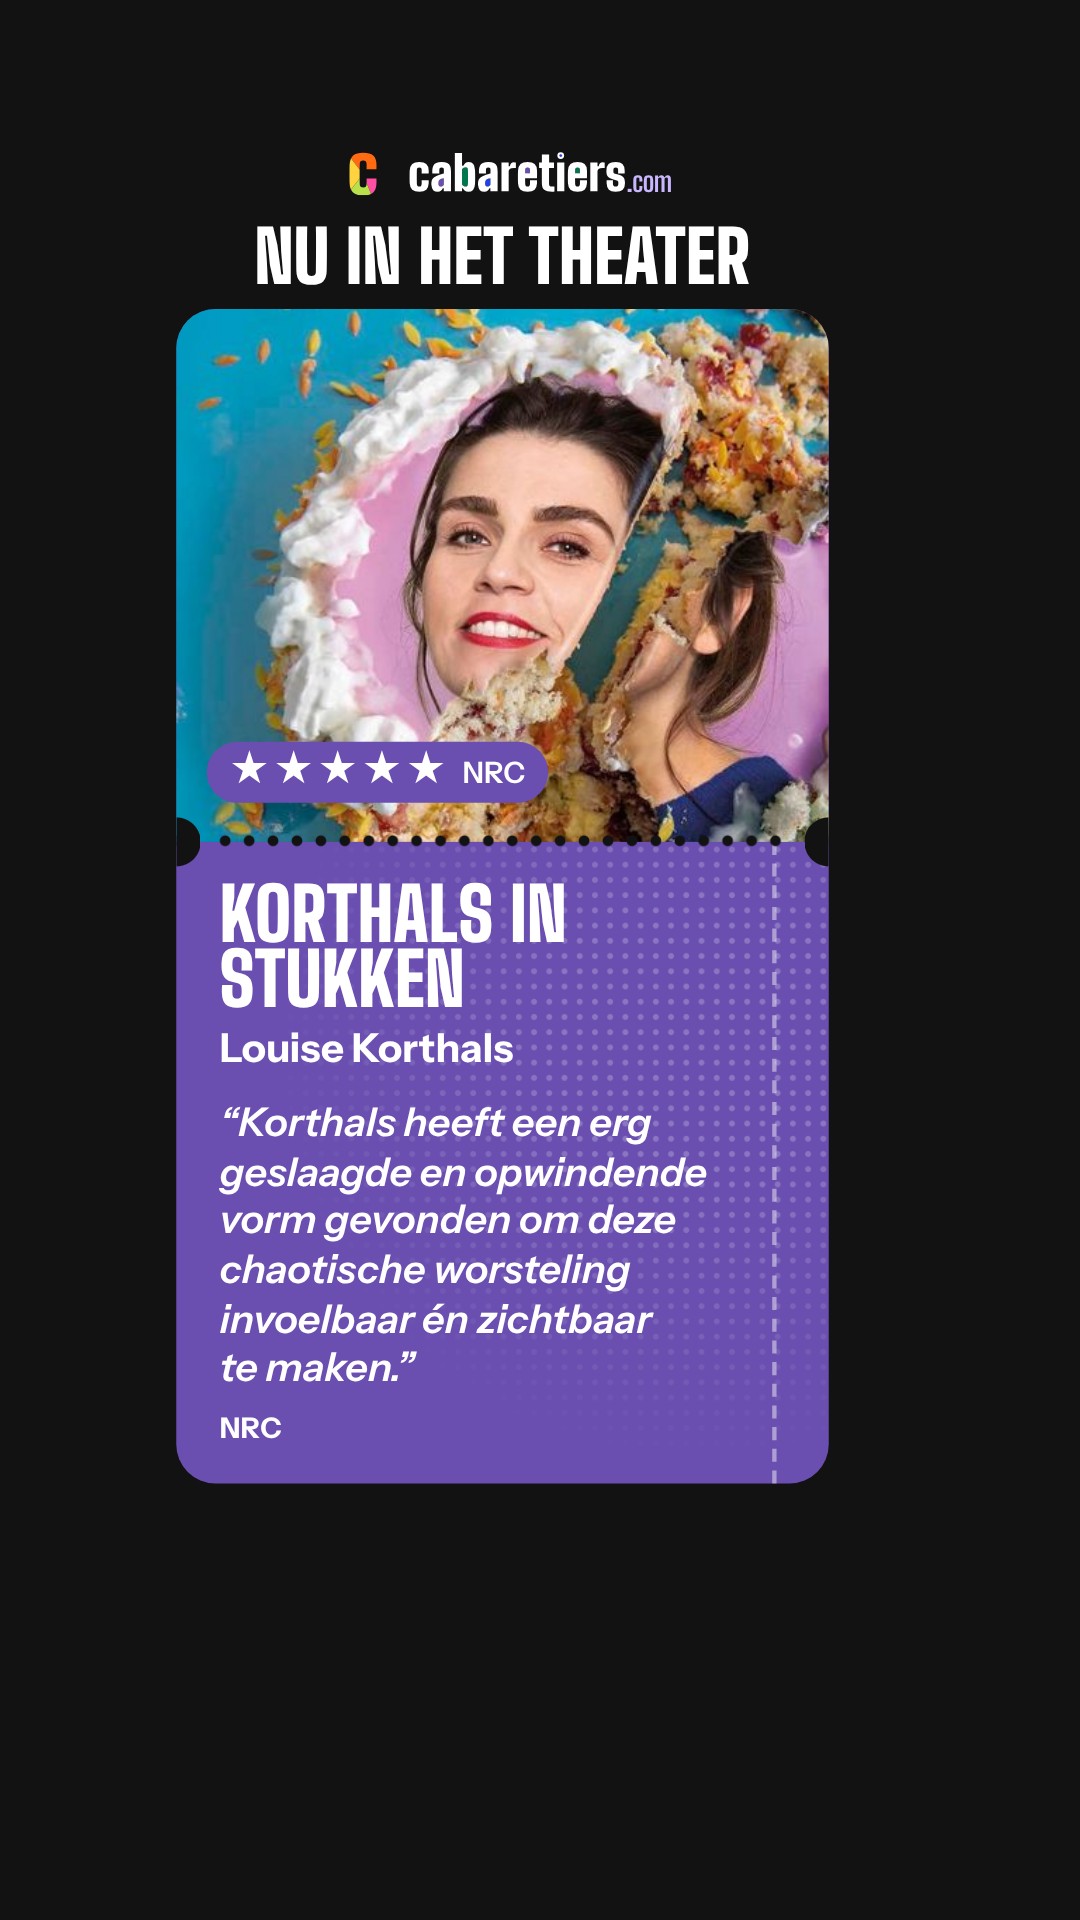 C cabaretiers.com
NU IN HET THEATER
★★★★★ NRC
KORTHALS IN
STUKKEN
Louise Korthals
“Korthals heeft een erg
geslaagde en opwindende
vorm gevonden om deze
chaotische worsteling
invoelbaar én zichtbaar
te maken.”
NRC